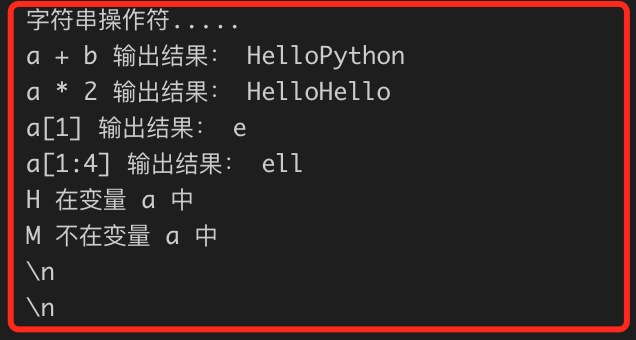 字符串操作符.....
a + b 输出结果： HelloPython
a * 2 输出结果： HelloHello
a[1] 输出结果： e
a[1:4] 输出结果： ell
H 在变量 a 中
M 不在变量 a 中
\n
\n